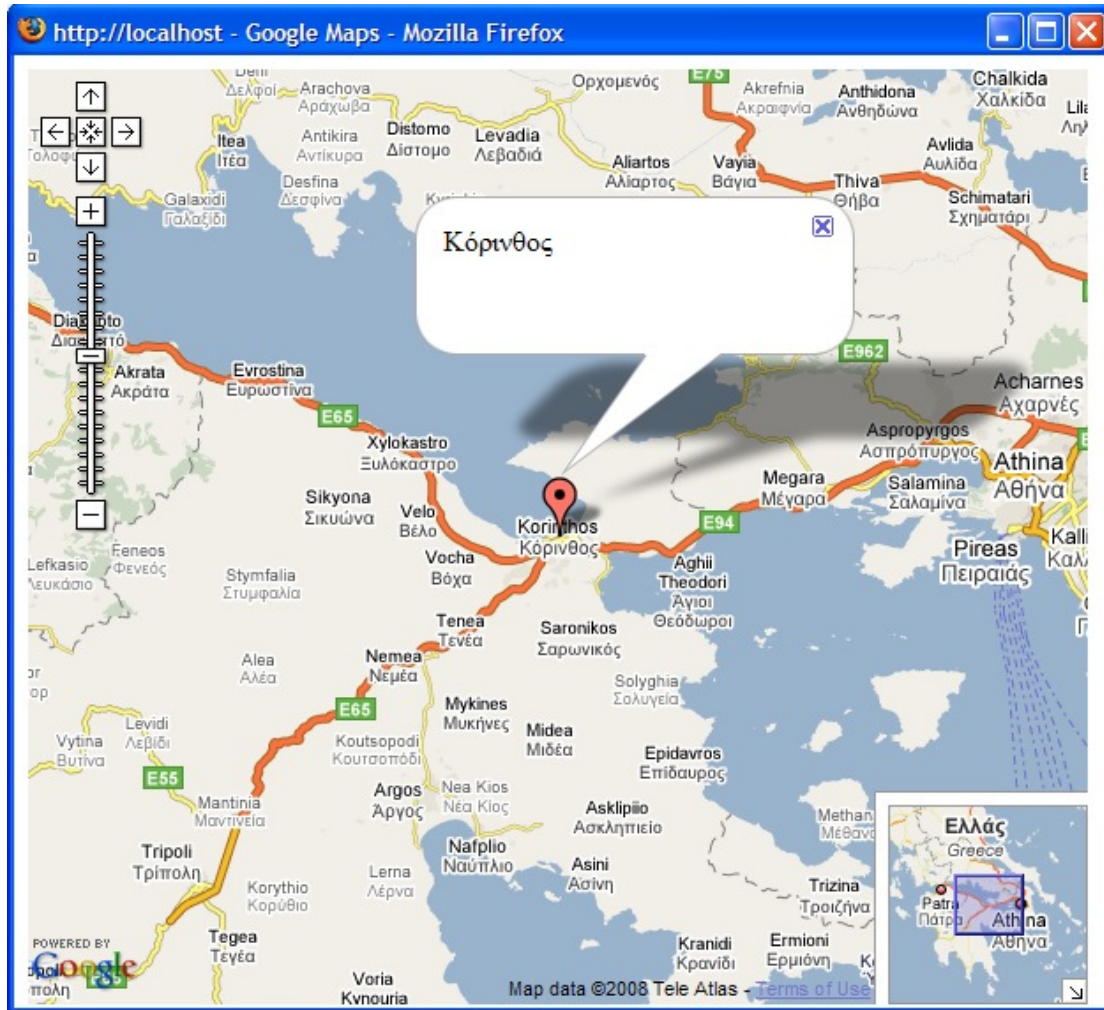 http://localhost - Google Maps - Mozilla Firefox
Δελφοί
Arachova
Αράχωβα
Ορχομενός
E75
Akrefnia
Ακραιφνία
Anthidona
Ανθηδώνα
Chalkida
Χαλκίδα
Itea
Ιτέα
Antikira
Αντίκυρα
Distomo
Δίστομο
Levadia
Λεβαδιά
Aliartos
Αλίαρτος
Vayia
Βάγια
Avlida
Αυλίδα
Galaxidi
Γαλαξίδι
Desfina
Δεσφίνα
Thiva
Θήβα
Schimatari
Σχηματάρι
Κόρινθος
Akrata
Ακράτα
Evrostina
Ευρωστίνα
E65
E962
Acharnes
Αχαρνές
Xylokastro
Ξυλόκαστρο
Aspropyrgos
Ασπρόπυργος
Athina
Αθήνα
Sikyona
Σικυώνα
Velo
Βέλο
Megara
Μέγαρα
Salamina
Σαλαμίνα
Korinthos
Κόρινθος
E94
Feneos
Φενεός
Vocha
Βόχα
Aghii
Theodori
Άγιοι
Θεόδωροι
Pireas
Πειραιάς
Stymfalia
Στυμφαλία
Tenea
Τενέα
Saronikos
Σαρωνικός
Alea
Αλέα
Nemea
Νεμέα
Solyghia
Σολυγεία
E65
Mykines
Μυκήνες
Levidi
Λεβίδι
Vytina
Βυτίνα
Koutsopodi
Κουτσοπόδι
Midea
Μιδέα
Epidavros
Επίδαυρος
E55
Mantinia
Μαντινεία
Argos
Άργος
Nea Kios
Νέα Κίος
Asklipiio
Ασκληπιείο
Tripoli
Τρίπολη
Nafplio
Ναύπλιο
Lerna
Λέρνα
Asini
Ασίνη
Korythio
Κορύθιο
Trizina
Τροιζήνα
Ελλάς
Greece
Patra
Πάτρα
Athina
Αθήνα
Tegea
Τεγέα
Kranidi
Κρανίδι
Ermioni
Ερμιόνη
Voria
Kynouria
POWERED BY
Google
Map data ©2008 Tele Atlas - Terms of Use